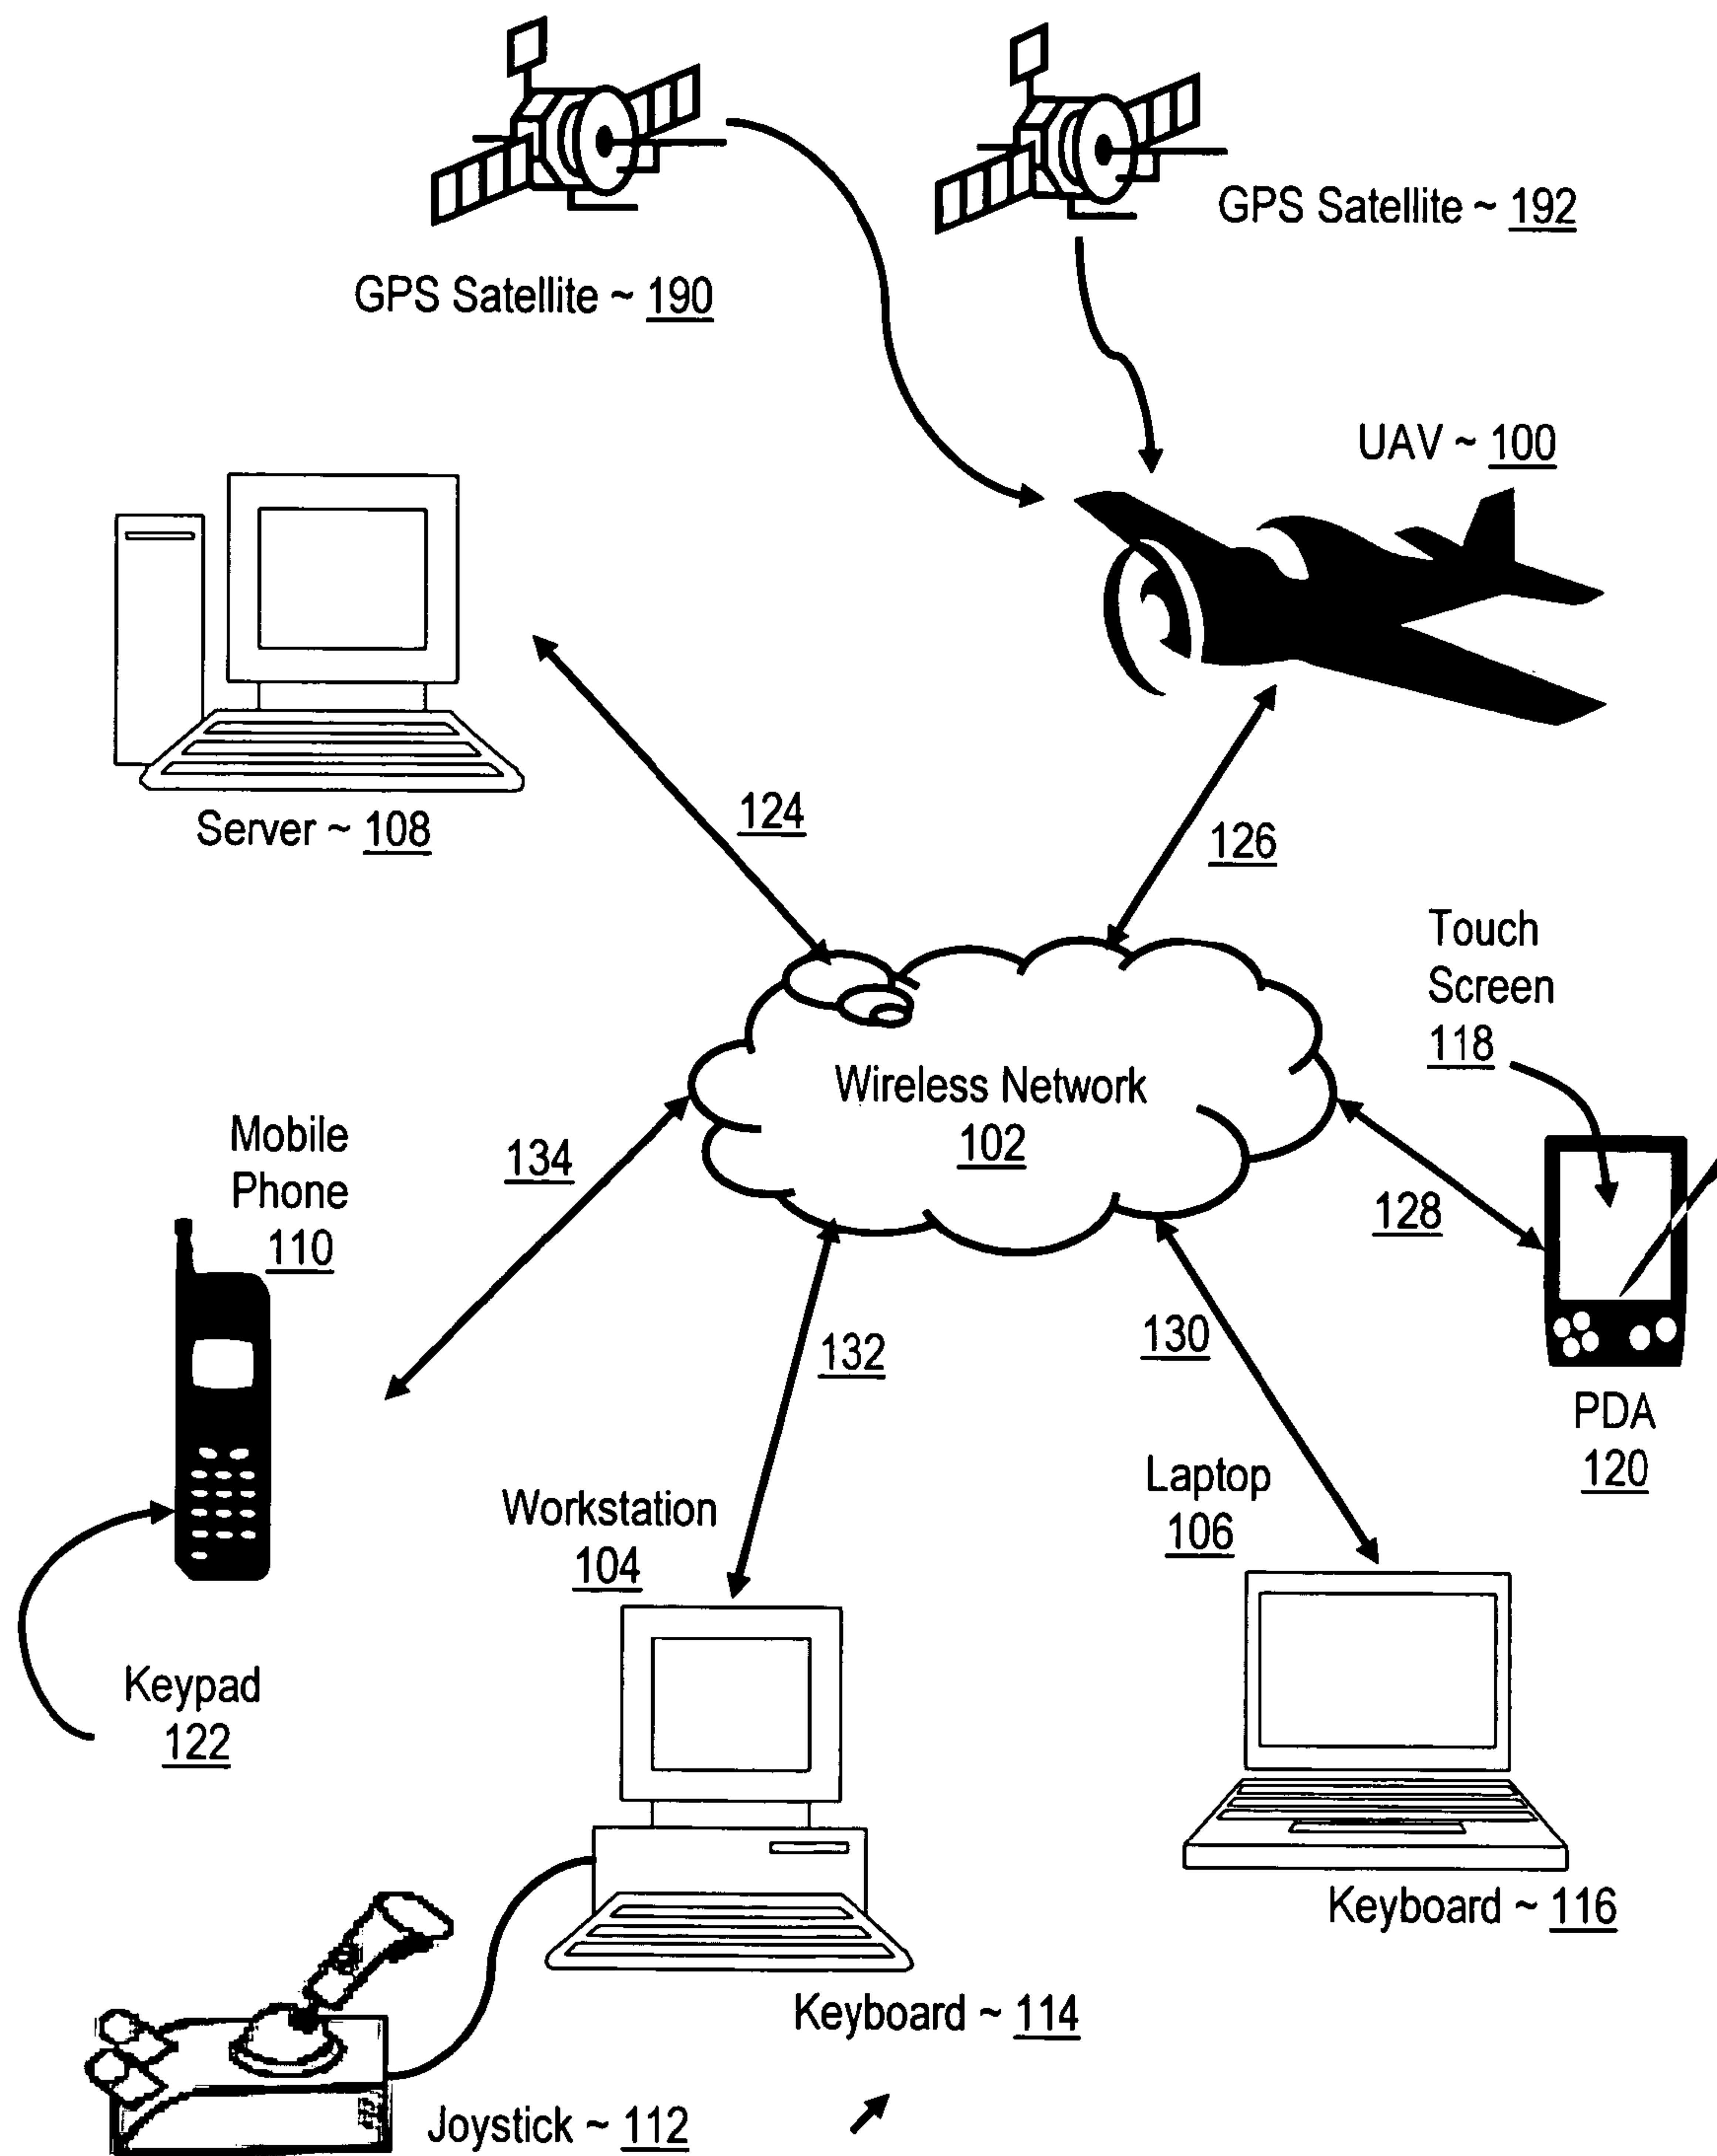 GPS Satellite ~ 192
GPS Satellite ~ 190
UAV ~ 100
Server ~ 108
124
126
Touch
Screen
118
Wireless Network
102
Mobile
Phone
110
134
128
132
130
PDA
120
Laptop
106
Workstation
104
Keypad
122
Keyboard ~ 116
Keyboard ~ 114
Joystick ~ 112